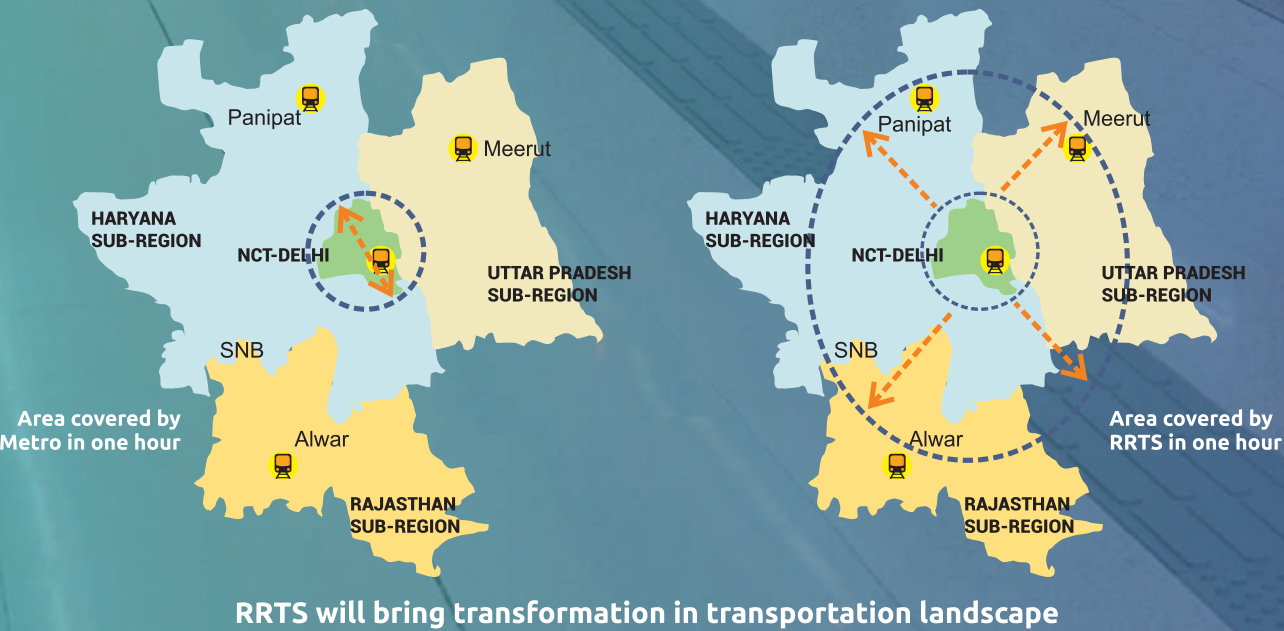 Panipat
Meerut
HARYANA
SUB-REGION
NCT-DELHI
UTTAR PRADESH
SUB-REGION
SNB
Area covered by
Metro in one hour
Alwar
RAJASTHAN
SUB-REGION
Panipat
Meerut
HARYANA
SUB-REGION
NCT-DELHI
UTTAR PRADESH
SUB-REGION
SNB
Area covered by
RRTS in one hour
Alwar
RAJASTHAN
SUB-REGION
RRTS will bring transformation in transportation landscape